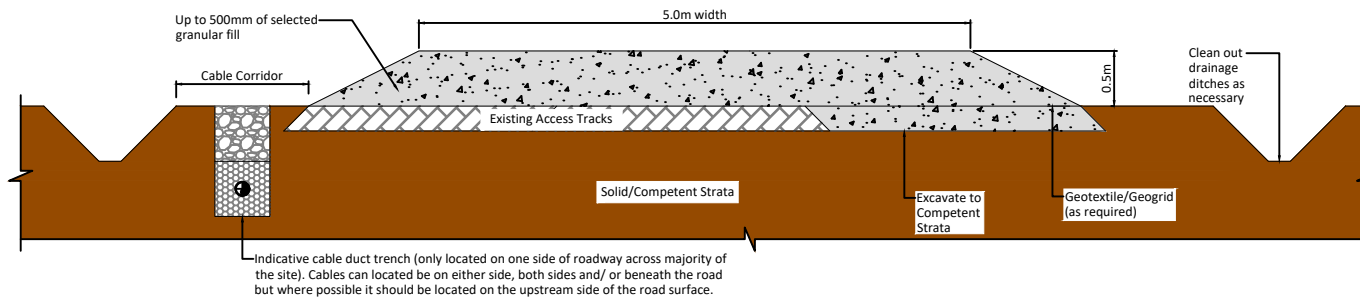 Up to 500mm of selected
granular fill
5.0m width
Cable Corridor
0.5m
Clean out
drainage
ditches as
necessary
Existing Access Tracks
Solid/Competent Strata
Excavate to
Competent
Strata
Geotextile/Geogrid
(as required)
Indicative cable duct trench (only located on one side of roadway across majority of
the site). Cables can located be on either side, both sides and/ or beneath the road
but where possible it should be located on the upstream side of the road surface.